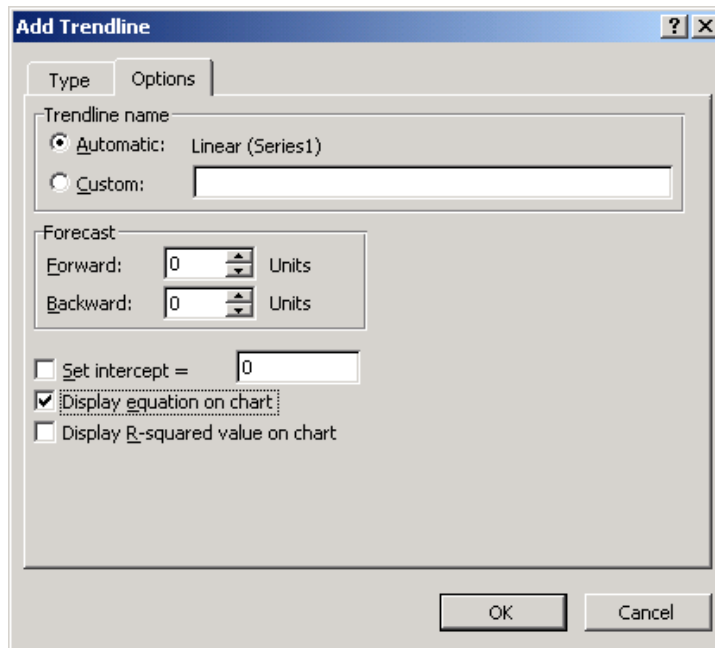 Add Trendline
Type Options
Trendline name
Automatic: Linear (Series1)
Custom:
Forecast
Forward: 0 Units
Backward: 0 Units
Set intercept = 0
Display equation on chart
Display R-squared value on chart
OK Cancel